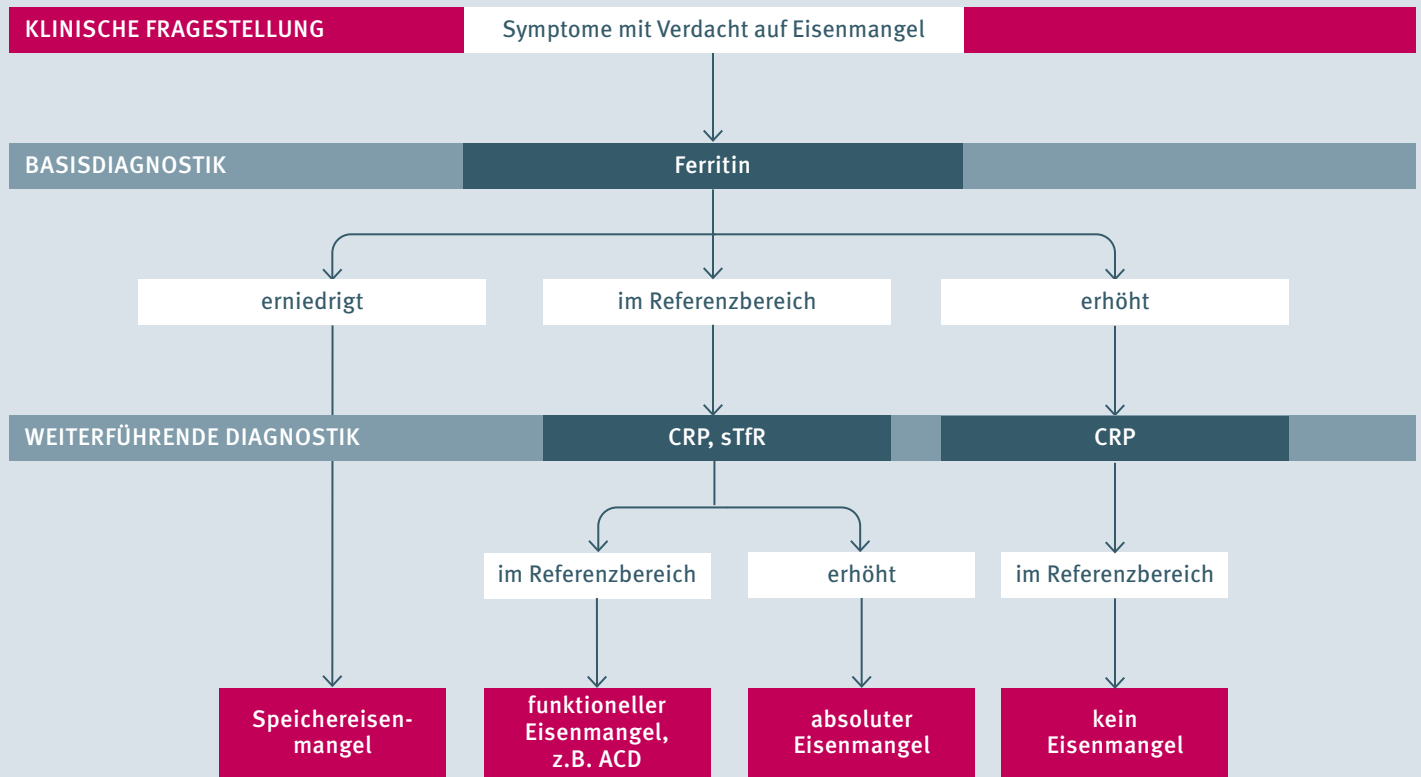 KLINISCHE FRAGESTELLUNG
Symptome mit Verdacht auf Eisenmangel
BASISDIAGNOSTIK
Ferritin
erniedrigt
im Referenzbereich
erhöht
WEITERFÜHRENDE DIAGNOSTIK
CRP, sTfR
CRP
im Referenzbereich
erhöht
im Referenzbereich
Speichereisen-
mangel
funktioneller
Eisenmangel,
z.B. ACD
absoluter
Eisenmangel
kein
Eisenmangel